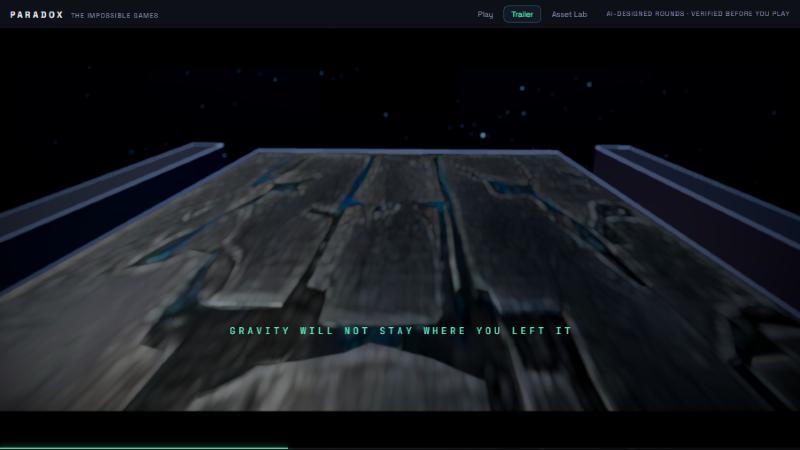 PARADOX THE IMPOSSIBLE GAMES Play Trailer Asset Lab AI-DESIGNED ROUNDS · VERIFIED BEFORE YOU PLAY
GRAVITY WILL NOT STAY WHERE YOU LEFT IT